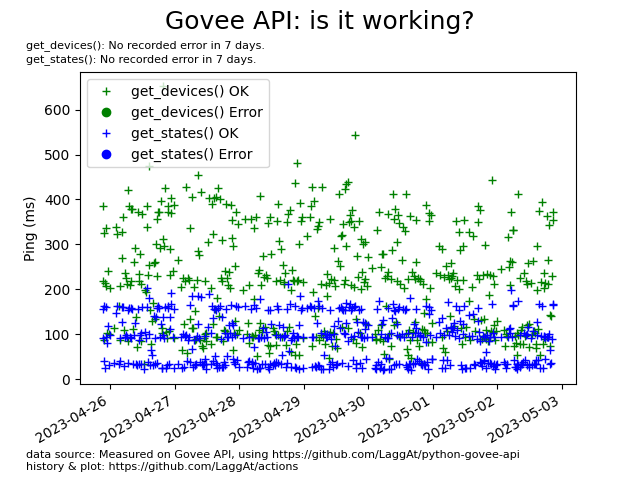 Govee API: is it working?
get_devices(): No recorded error in 7 days.
get_states(): No recorded error in 7 days.
get_devices() OK
get_devices() Error
get_states() OK
get_states() Error
Ping (ms)
600
500
400
300
200
100
0
2023-04-26
2023-04-27
2023-04-28
2023-04-29
2023-04-30
2023-05-01
2023-05-02
2023-05-03
data source: Measured on Govee API, using https://github.com/LaggAt/python-govee-api
history & plot: https://github.com/LaggAt/actions